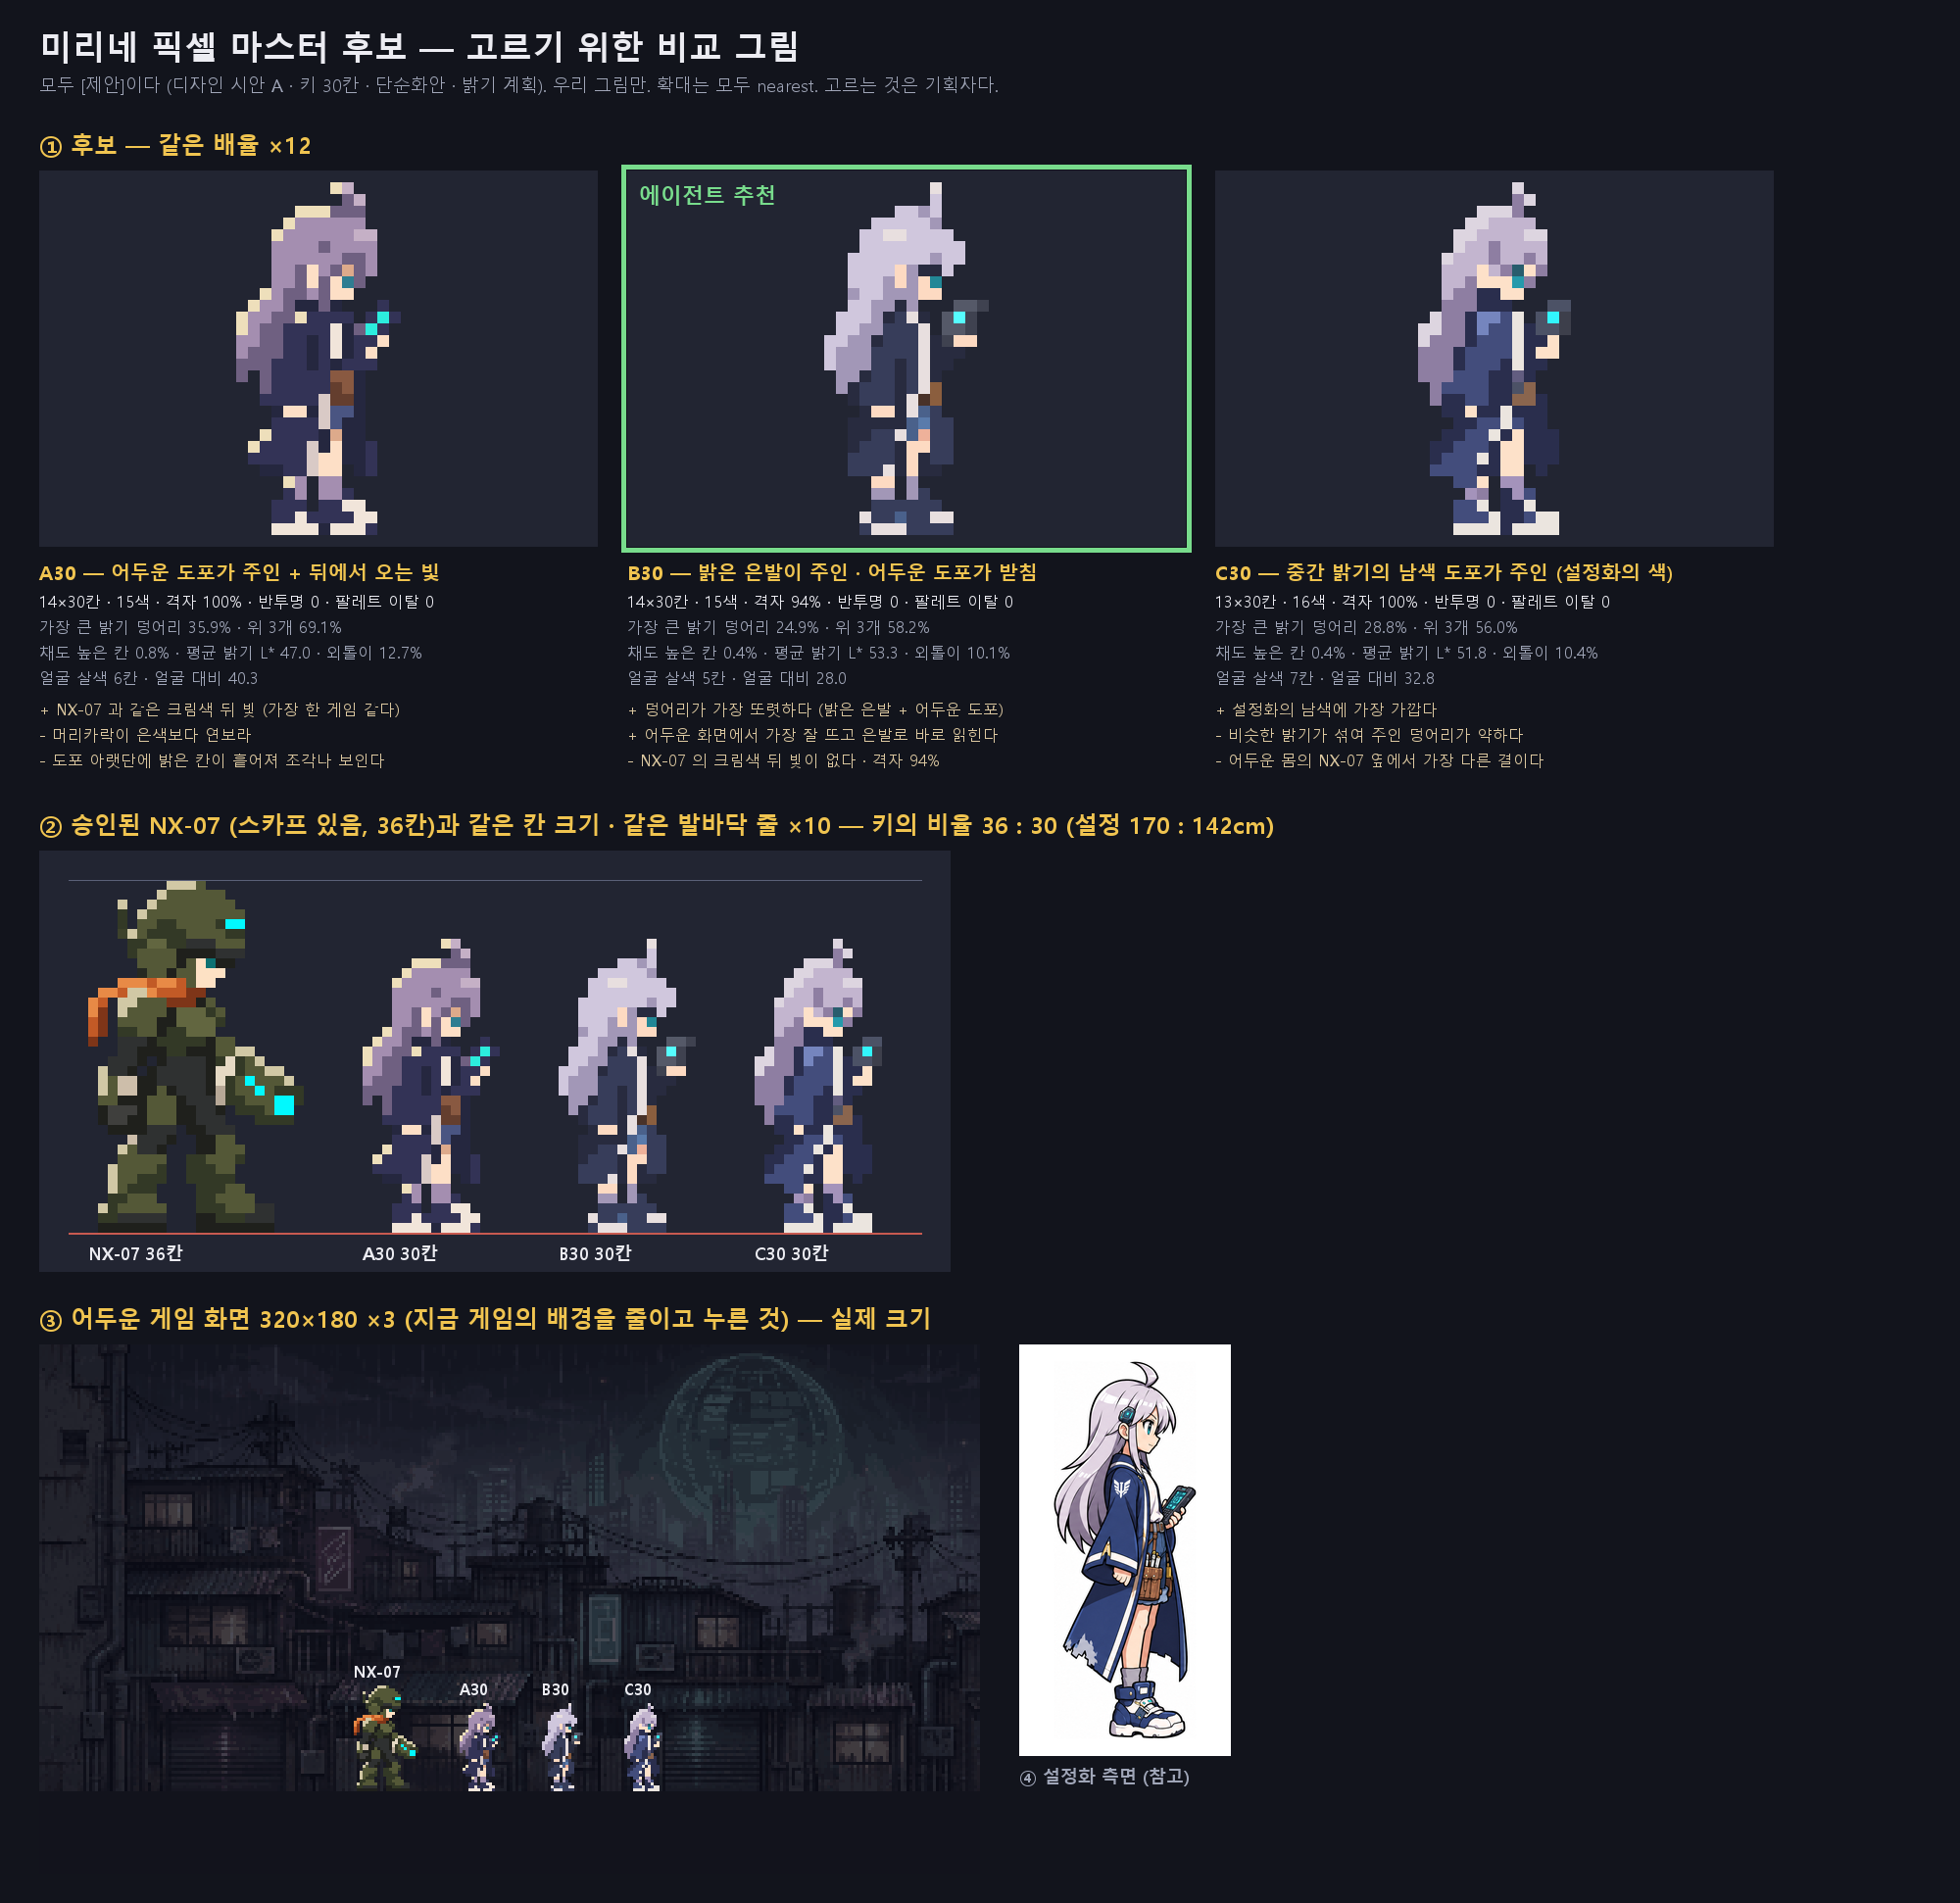 미리네 픽셀 마스터 후보 — 고르기 위한 비교 그림
모두 [제안]이다 (디자인 시안 A · 키 30칸 · 단순화안 · 밝기 계획). 우리 그림만. 확대는 모두 nearest. 고르는 것은 기획자다.
① 후보 — 같은 배율 ×12
에이전트 추천
A30 — 어두운 도포가 주인 + 뒤에서 오는 빛
14×30칸 · 15색 · 격자 100% · 반투명 0 · 팔레트 이탈 0
가장 큰 밝기 덩어리 35.9% · 위 3개 69.1%
채도 높은 칸 0.8% · 평균 밝기 L* 47.0 · 외톨이 12.7%
얼굴 살색 6칸 · 얼굴 대비 40.3
+ NX-07 과 같은 크림색 뒤 빛 (가장 한 게임 같다)
- 머리카락이 은색보다 연보라
- 도포 아랫단에 밝은 칸이 흩어져 조각나 보인다
B30 — 밝은 은발이 주인 · 어두운 도포가 받침
14×30칸 · 15색 · 격자 94% · 반투명 0 · 팔레트 이탈 0
가장 큰 밝기 덩어리 24.9% · 위 3개 58.2%
채도 높은 칸 0.4% · 평균 밝기 L* 53.3 · 외톨이 10.1%
얼굴 살색 5칸 · 얼굴 대비 28.0
+ 덩어리가 가장 또렷하다 (밝은 은발 + 어두운 도포)
+ 어두운 화면에서 가장 잘 뜨고 은발로 바로 읽힌다
- NX-07 의 크림색 뒤 빛이 없다 · 격자 94%
C30 — 중간 밝기의 남색 도포가 주인 (설정화의 색)
13×30칸 · 16색 · 격자 100% · 반투명 0 · 팔레트 이탈 0
가장 큰 밝기 덩어리 28.8% · 위 3개 56.0%
채도 높은 칸 0.4% · 평균 밝기 L* 51.8 · 외톨이 10.4%
얼굴 살색 7칸 · 얼굴 대비 32.8
+ 설정화의 남색에 가장 가깝다
- 비슷한 밝기가 섞여 주인 덩어리가 약하다
- 어두운 몸의 NX-07 옆에서 가장 다른 결이다
② 승인된 NX-07 (스카프 있음, 36칸)과 같은 칸 크기 · 같은 발바닥 줄 ×10 — 키의 비율 36 : 30 (설정 170 : 142cm)
NX-07 36칸
A30 30칸
B30 30칸
C30 30칸
③ 어두운 게임 화면 320×180 ×3 (지금 게임의 배경을 줄이고 누른 것) — 실제 크기
NX-07
A30
B30
C30
④ 설정화 측면 (참고)